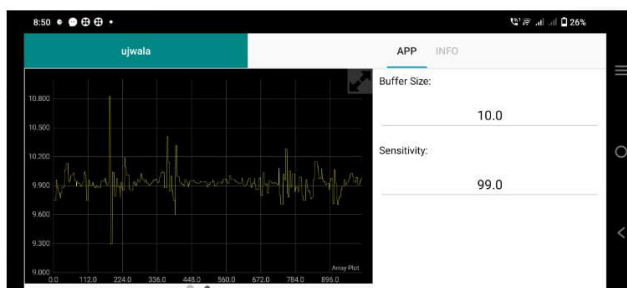 8:50
26%
ujwala
APP INFO
Buffer Size:
10.0
Sensitivity:
99.0
10.800
10.500
10.200
9.900
9.600
9.300
9.000
Array Plot
0.0 112.0 224.0 336.0 448.0 560.0 672.0 784.0 896.0